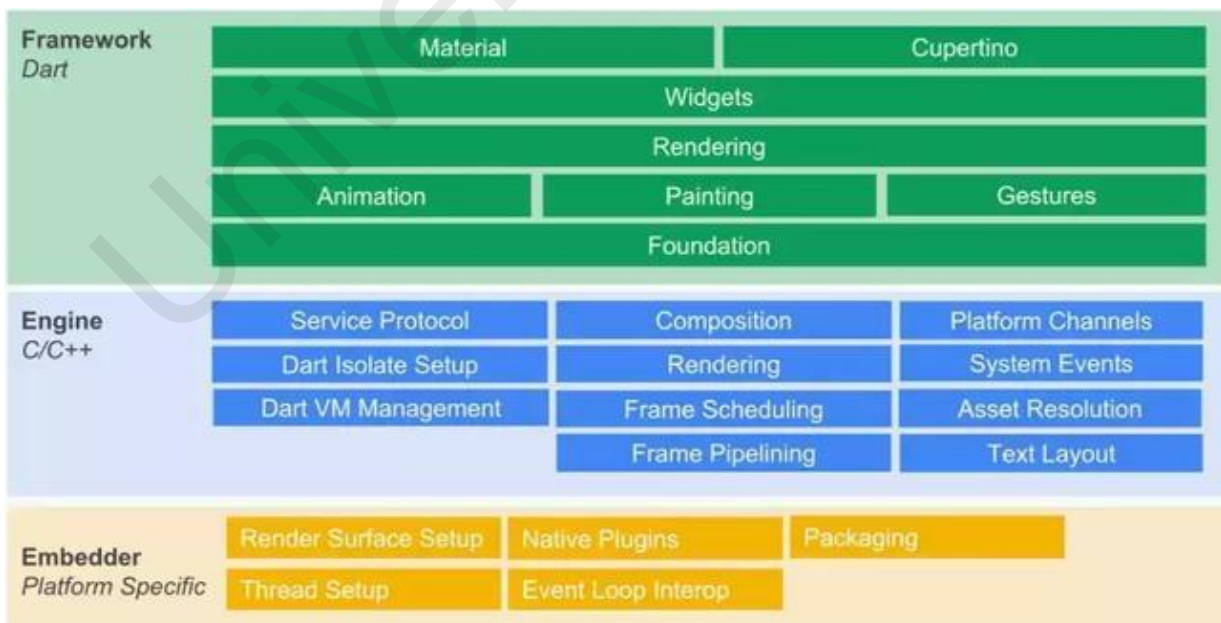 Framework
Dart
Material Cupertino
Widgets
Rendering
Animation Painting Gestures
Foundation
Engine
C/C++
Service Protocol Composition Platform Channels
Dart Isolate Setup Rendering System Events
Dart VM Management Frame Scheduling Asset Resolution
Frame Pipelining Text Layout
Embedder
Platform Specific
Render Surface Setup Native Plugins Packaging
Thread Setup Event Loop Interop